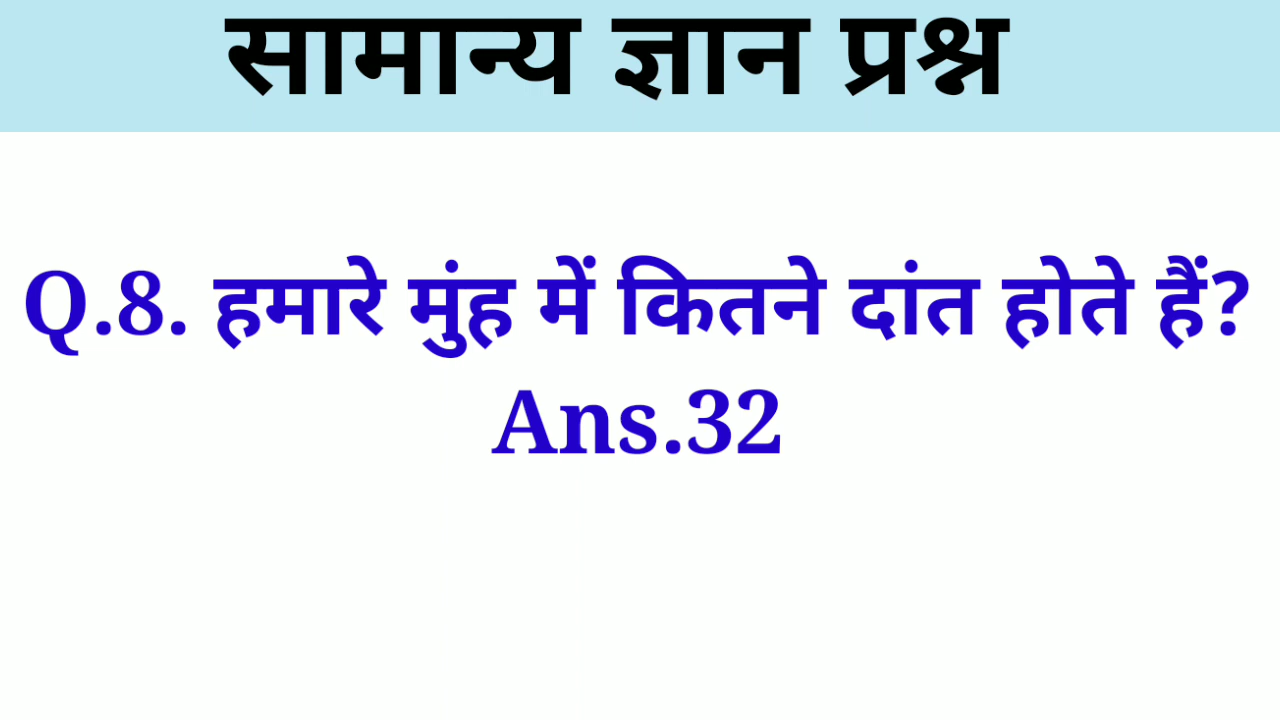 सामान्य ज्ञान प्रश्न
Q.8. हमारे मुंह में कितने दांत होते हैं?
Ans.32